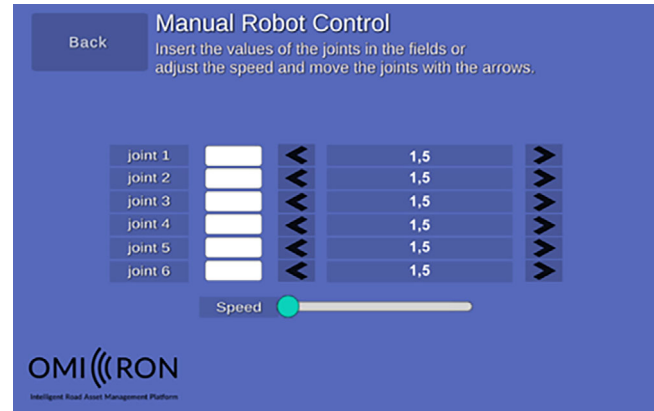 Back
Manual Robot Control
Insert the values of the joints in the fields or
adjust the speed and move the joints with the arrows.
joint 1 1,5
joint 2 1,5
joint 3 1,5
joint 4 1,5
joint 5 1,5
joint 6 1,5
Speed
OMI(((RON
Intelligent Road Asset Management Platform